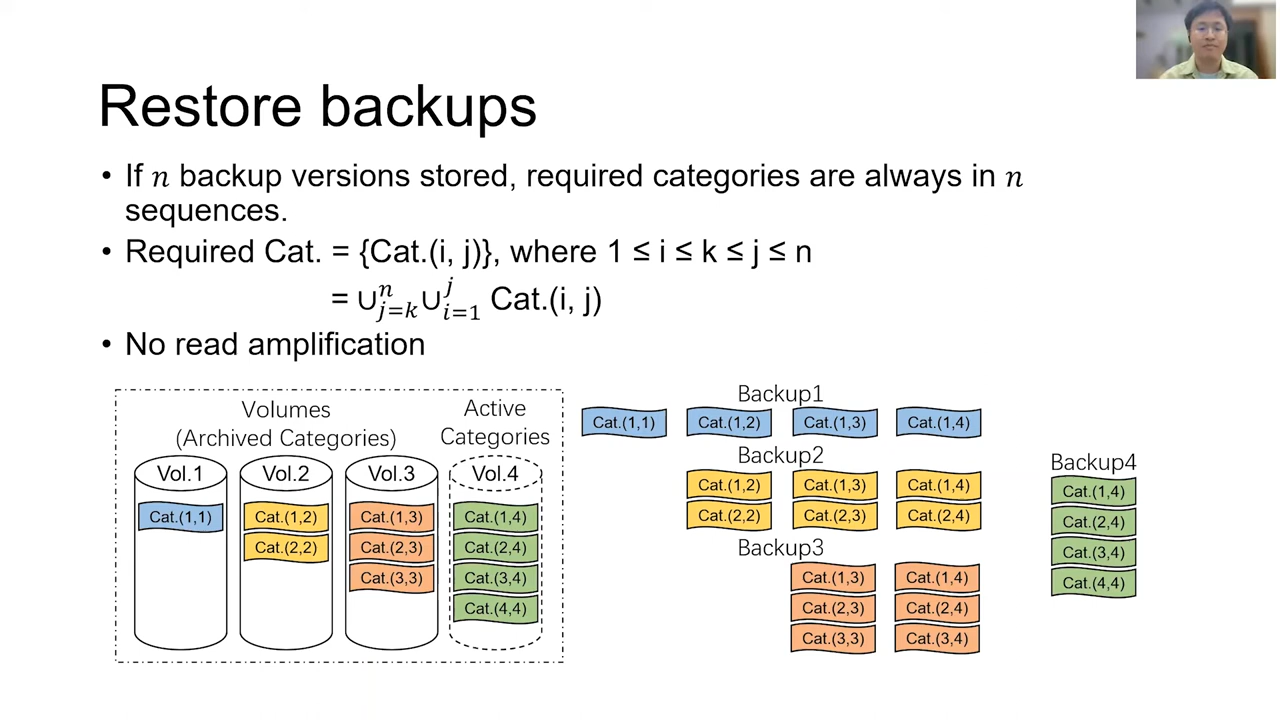 Restore backups
• If n backup versions stored, required categories are always in n
sequences.
• Required Cat. = {Cat.(i, j)}, where 1 ≤ i ≤ k ≤ j ≤ n
= ∪ⁿⱼ₌ₖ ∪ʲᵢ₌₁ Cat.(i, j)
• No read amplification
Volumes
(Archived Categories)
Active
Categories
Vol.1 Vol.2 Vol.3 Vol.4
Cat.(1,1) Cat.(1,2) Cat.(1,3) Cat.(1,4)
Cat.(2,2) Cat.(2,3) Cat.(2,4)
Cat.(3,3) Cat.(3,4)
Cat.(4,4)
Backup1
Cat.(1,1) Cat.(1,2) Cat.(1,3) Cat.(1,4)
Backup2
Cat.(1,2) Cat.(1,3) Cat.(1,4)
Cat.(2,2) Cat.(2,3) Cat.(2,4)
Backup3
Cat.(1,3) Cat.(1,4)
Cat.(2,3) Cat.(2,4)
Cat.(3,3) Cat.(3,4)
Backup4
Cat.(1,4)
Cat.(2,4)
Cat.(3,4)
Cat.(4,4)